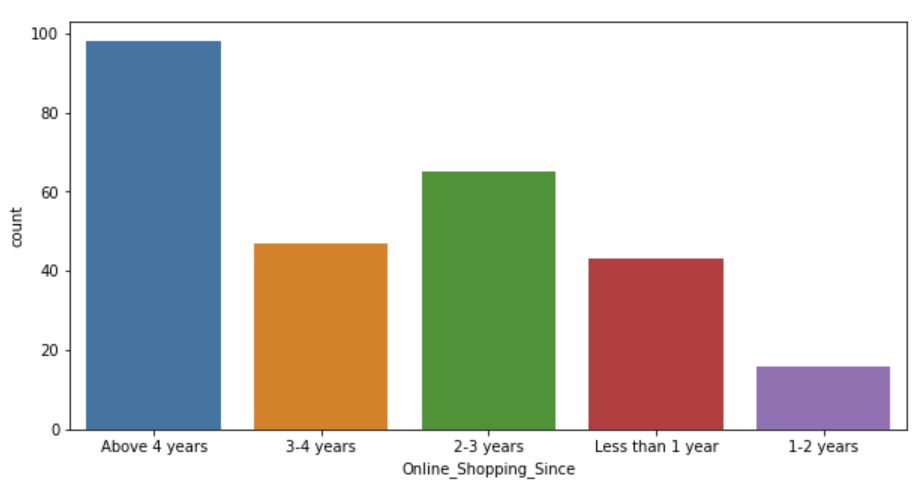 100
80
60
40
20
0
count
Above 4 years 3-4 years 2-3 years Less than 1 year 1-2 years
Online_Shopping_Since